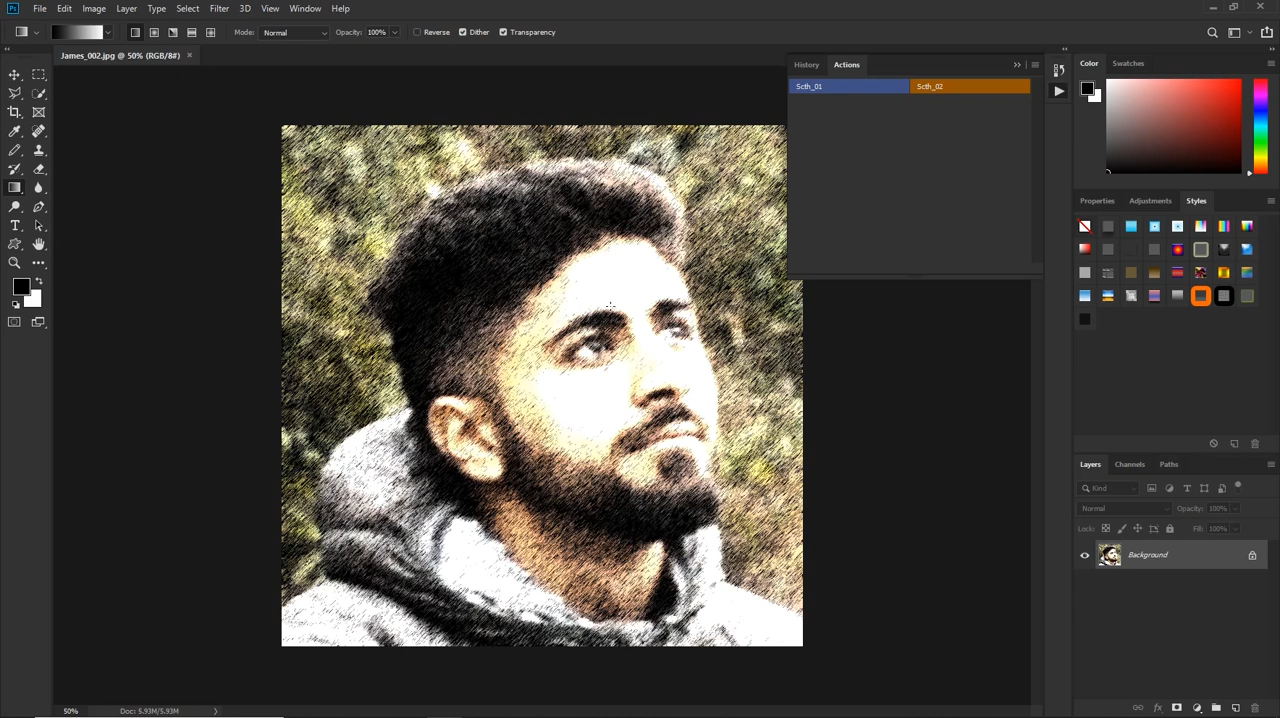 Ps File Edit Image Layer Type Select Filter 3D View Window Help
Mode: Normal Opacity: 100% Reverse Dither Transparency
James_002.jpg @ 50% (RGB/8#) ×
History Actions
Scth_01 Scth_02
Color Swatches
Properties Adjustments Styles
Layers Channels Paths
Kind
Normal Opacity: 100%
Lock: Fill: 100%
Background
50% Doc: 5.93M/5.93M